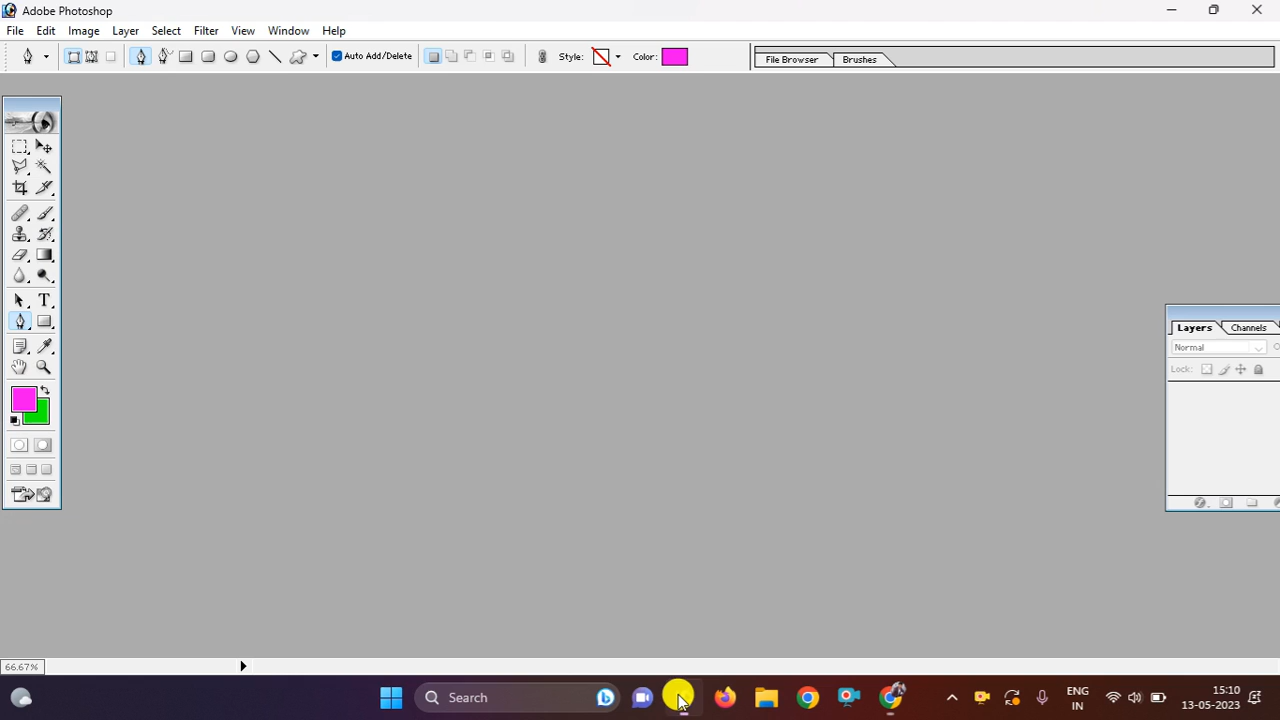 Adobe Photoshop
File Edit Image Layer Select Filter View Window Help
Auto Add/Delete Style: Color: File Browser Brushes
T
Layers Channels
Normal
Lock:
66.67%
Search ENG IN 15:10 13-05-2023